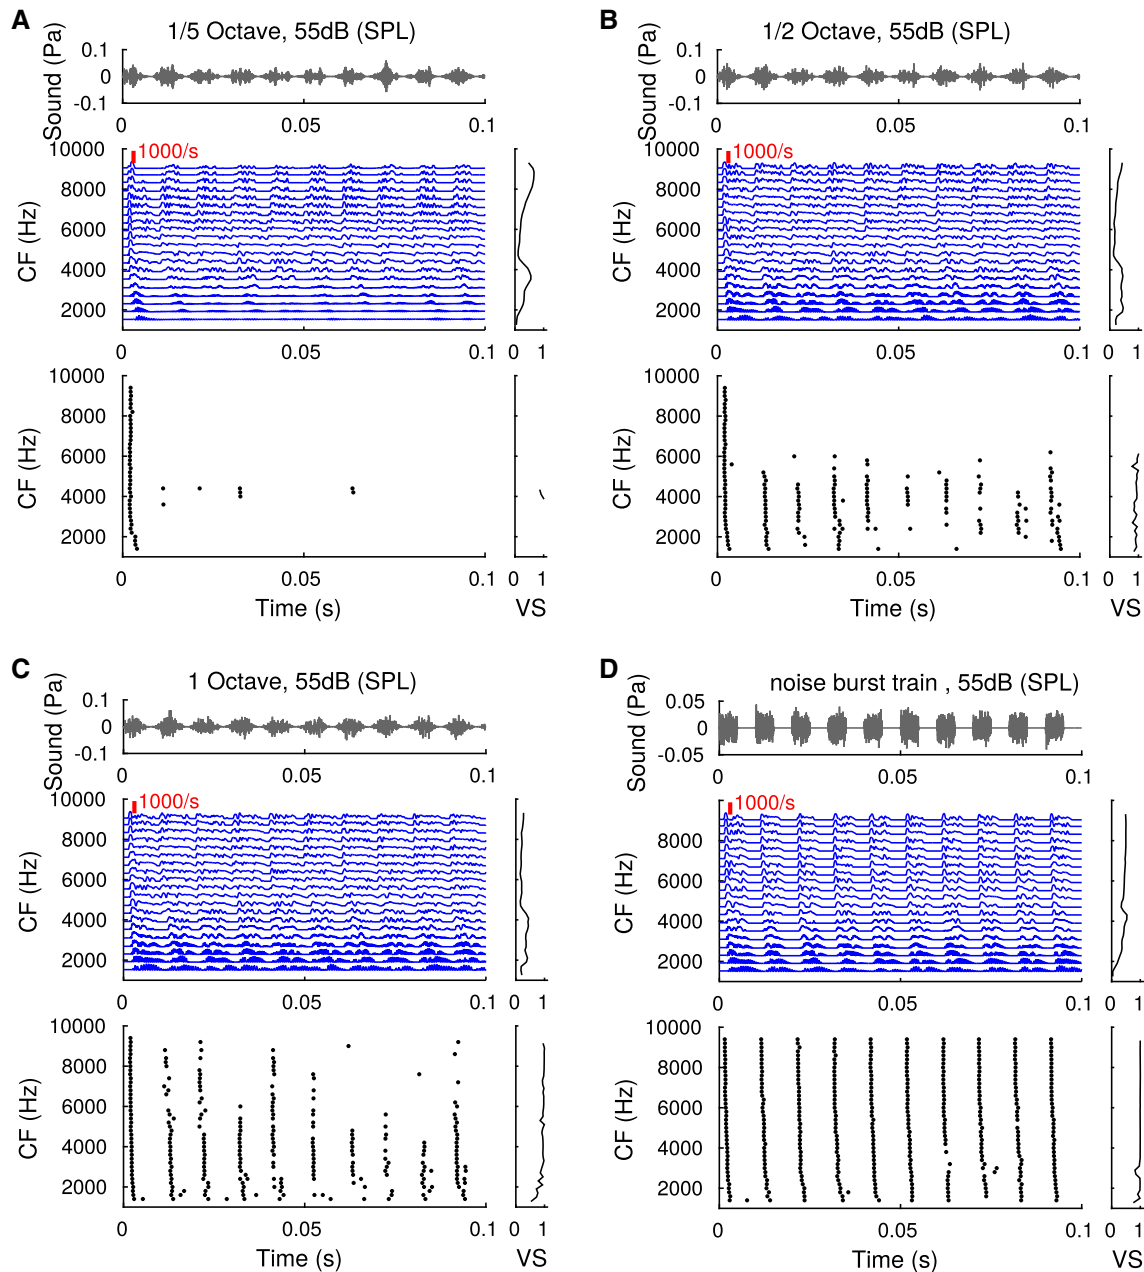 A
1/5 Octave, 55dB (SPL)
Sound (Pa)
0.1
0
-0.1
0 0.05 0.1
1000/s
CF (Hz)
10000
8000
6000
4000
2000
0 0.05 0.1
0 1
CF (Hz)
10000
8000
6000
4000
2000
0 0.05 0.1
0 1
Time (s)
VS
B
1/2 Octave, 55dB (SPL)
Sound (Pa)
0.1
0
-0.1
0 0.05 0.1
1000/s
CF (Hz)
10000
8000
6000
4000
2000
0 0.05 0.1
0 1
CF (Hz)
10000
8000
6000
4000
2000
0 0.05 0.1
0 1
Time (s)
VS
C
1 Octave, 55dB (SPL)
Sound (Pa)
0.1
0
-0.1
0 0.05 0.1
1000/s
CF (Hz)
10000
8000
6000
4000
2000
0 0.05 0.1
0 1
CF (Hz)
10000
8000
6000
4000
2000
0 0.05 0.1
0 1
Time (s)
VS
D
noise burst train , 55dB (SPL)
Sound (Pa)
0.05
0
-0.05
0 0.05 0.1
1000/s
CF (Hz)
8000
6000
4000
2000
0 0.05 0.1
0 1
CF (Hz)
10000
8000
6000
4000
2000
0 0.05 0.1
0 1
Time (s)
VS